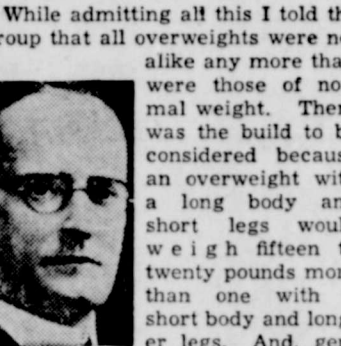 While admitting all this I told th
roup that all overweights were no
alike any more tha
were those of no
mal weight. Ther
was the build to b
considered becaus
an overweight wit
a long body an
short legs woul
weigh fifteen t
twenty pounds mor
than one with
short body and long
er legs. And, gen